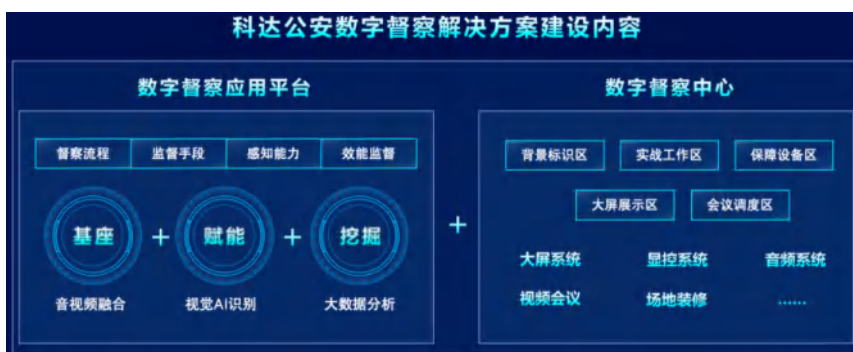 科达公安数字督察解决方案建设内容
数字督察应用平台
督察流程 监督手段 感知能力 效能监督
基座 + 赋能 + 挖掘
音视频融合 视觉AI识别 大数据分析
+
数字督察中心
背景标识区 实战工作区 保障设备区
大屏展示区 会议调度区
大屏系统 显控系统 音频系统
视频会议 场地装修 ……